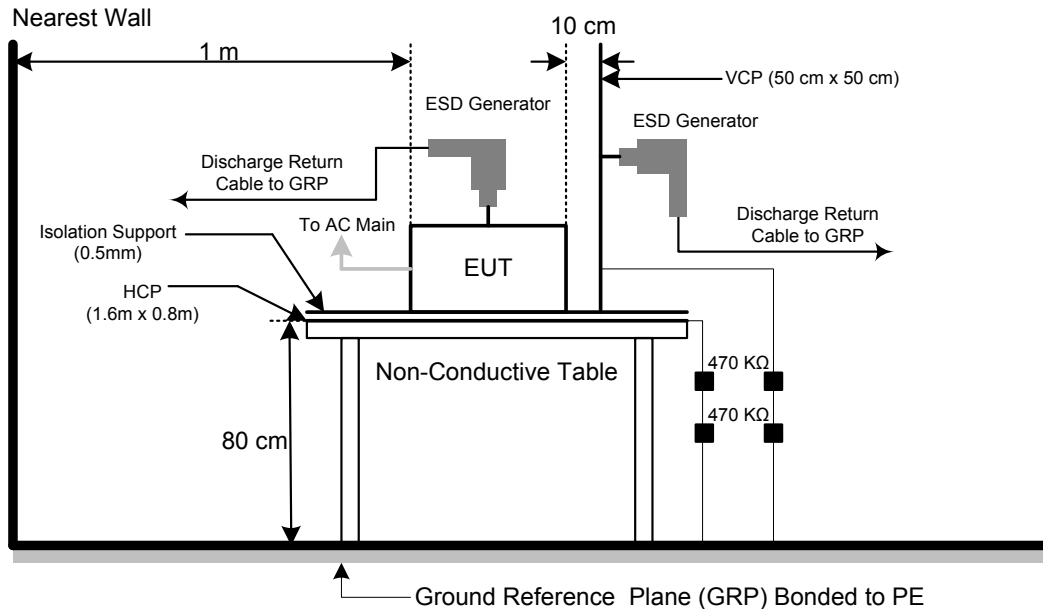 Nearest Wall
10 cm
1 m
VCP (50 cm x 50 cm)
ESD Generator
ESD Generator
Discharge Return
Cable to GRP
To AC Main
Discharge Return
Cable to GRP
Isolation Support
(0.5mm)
EUT
HCP
(1.6m x 0.8m)
470 KΩ
Non-Conductive Table
470 KΩ
80 cm
Ground Reference Plane (GRP) Bonded to PE